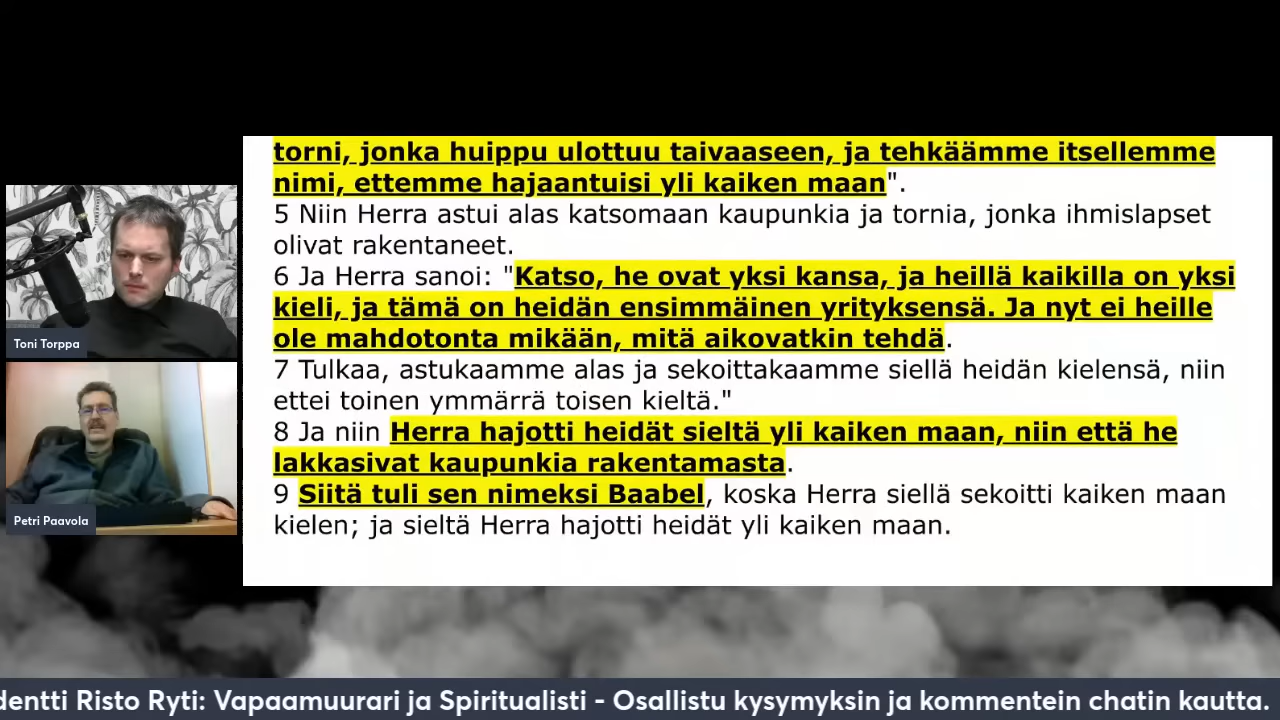 torni, jonka huippu ulottuu taivaaseen, ja tehkäämme itsellemme
nimi, ettemme hajaantuisi yli kaiken maan".
5 Niin Herra astui alas katsomaan kaupunkia ja tornia, jonka ihmislapset
olivat rakentaneet.
6 Ja Herra sanoi: "Katso, he ovat yksi kansa, ja heillä kaikilla on yksi
kieli, ja tämä on heidän ensimmäinen yrityksensä. Ja nyt ei heille
ole mahdotonta mikään, mitä aikovatkin tehdä.
7 Tulkaa, astukaamme alas ja sekoittakaamme siellä heidän kielensä, niin
ettei toinen ymmärrä toisen kieltä."
8 Ja niin Herra hajotti heidät sieltä yli kaiken maan, niin että he
lakkasivat kaupunkia rakentamasta.
9 Siitä tuli sen nimeksi Baabel, koska Herra siellä sekoitti kaiken maan
kielen; ja sieltä Herra hajotti heidät yli kaiken maan.
Toni Torppa
Petri Paavola
dentti Risto Ryti: Vapaamuurari ja Spiritualisti - Osallistu kysymyksin ja kommentein chatin kautta.